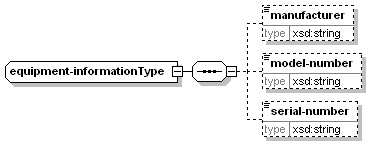 manufacturer
type xsd:string
equipment-informationType
model-number
type xsd:string
serial-number
type xsd:string